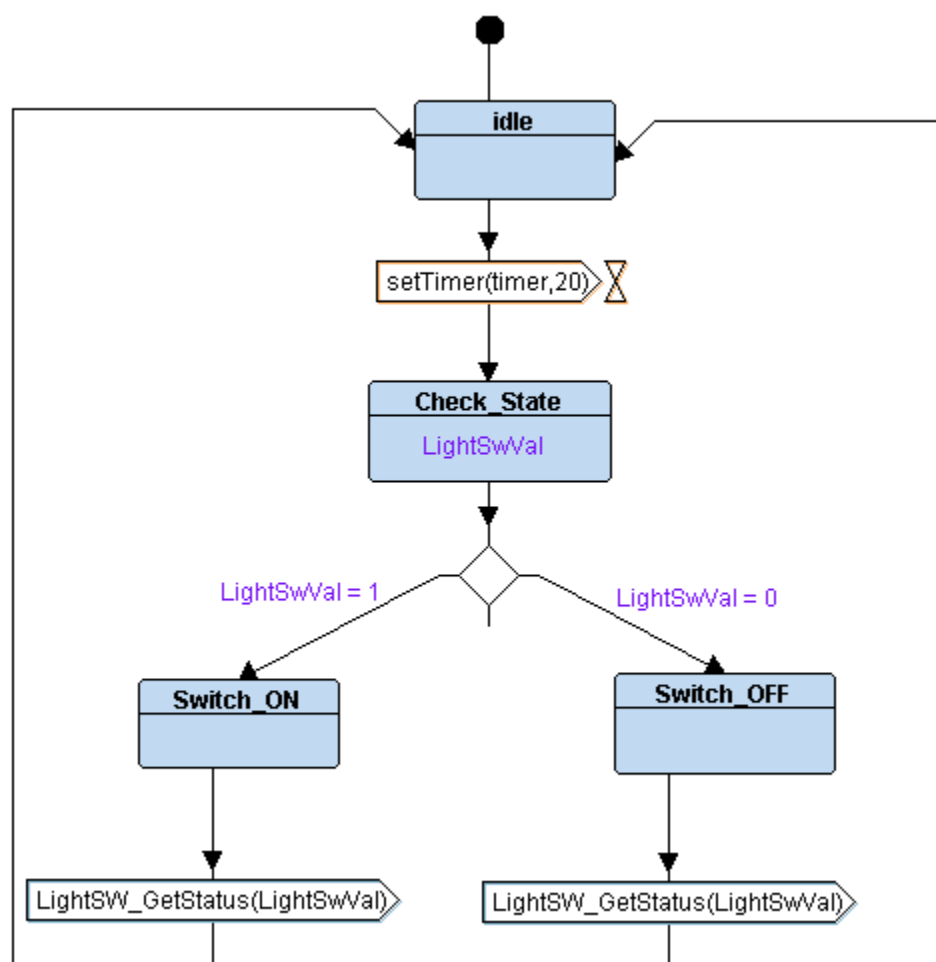 idle
setTimer(timer,20)
Check_State
LightSwVal
LightSwVal = 1
LightSwVal = 0
Switch_ON
Switch_OFF
LightSW_GetStatus(LightSwVal)
LightSW_GetStatus(LightSwVal)